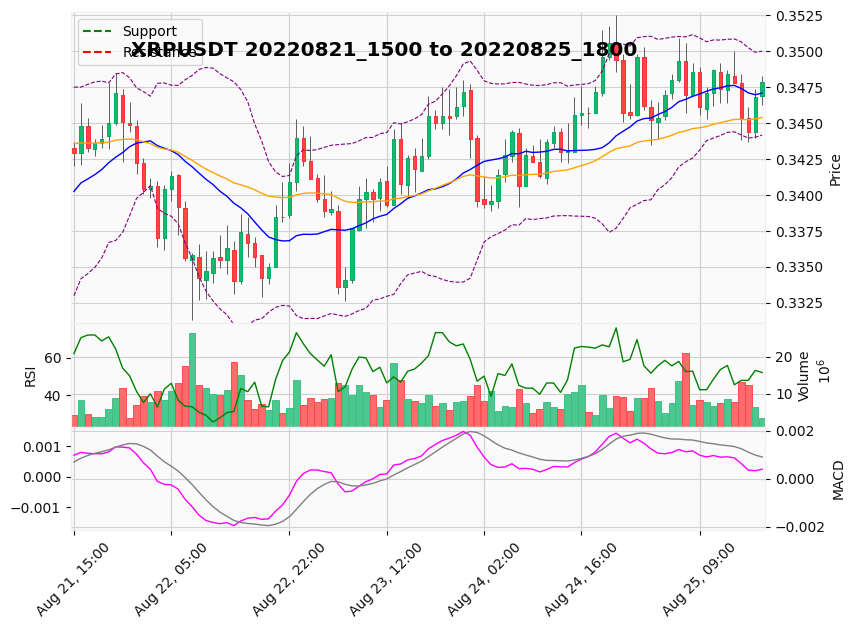 XRPUSDT 20220821_1500 to 20220825_1800
Support
Resistance
0.3525
0.3500
0.3475
0.3450
0.3425
0.3400
0.3375
0.3350
0.3325
Price
60
40
RSI
20
10
Volume
10^6
0.001
0.000
−0.001
0.002
0.000
−0.002
MACD
Aug 21, 15:00
Aug 22, 05:00
Aug 22, 22:00
Aug 23, 12:00
Aug 24, 02:00
Aug 24, 16:00
Aug 25, 09:00